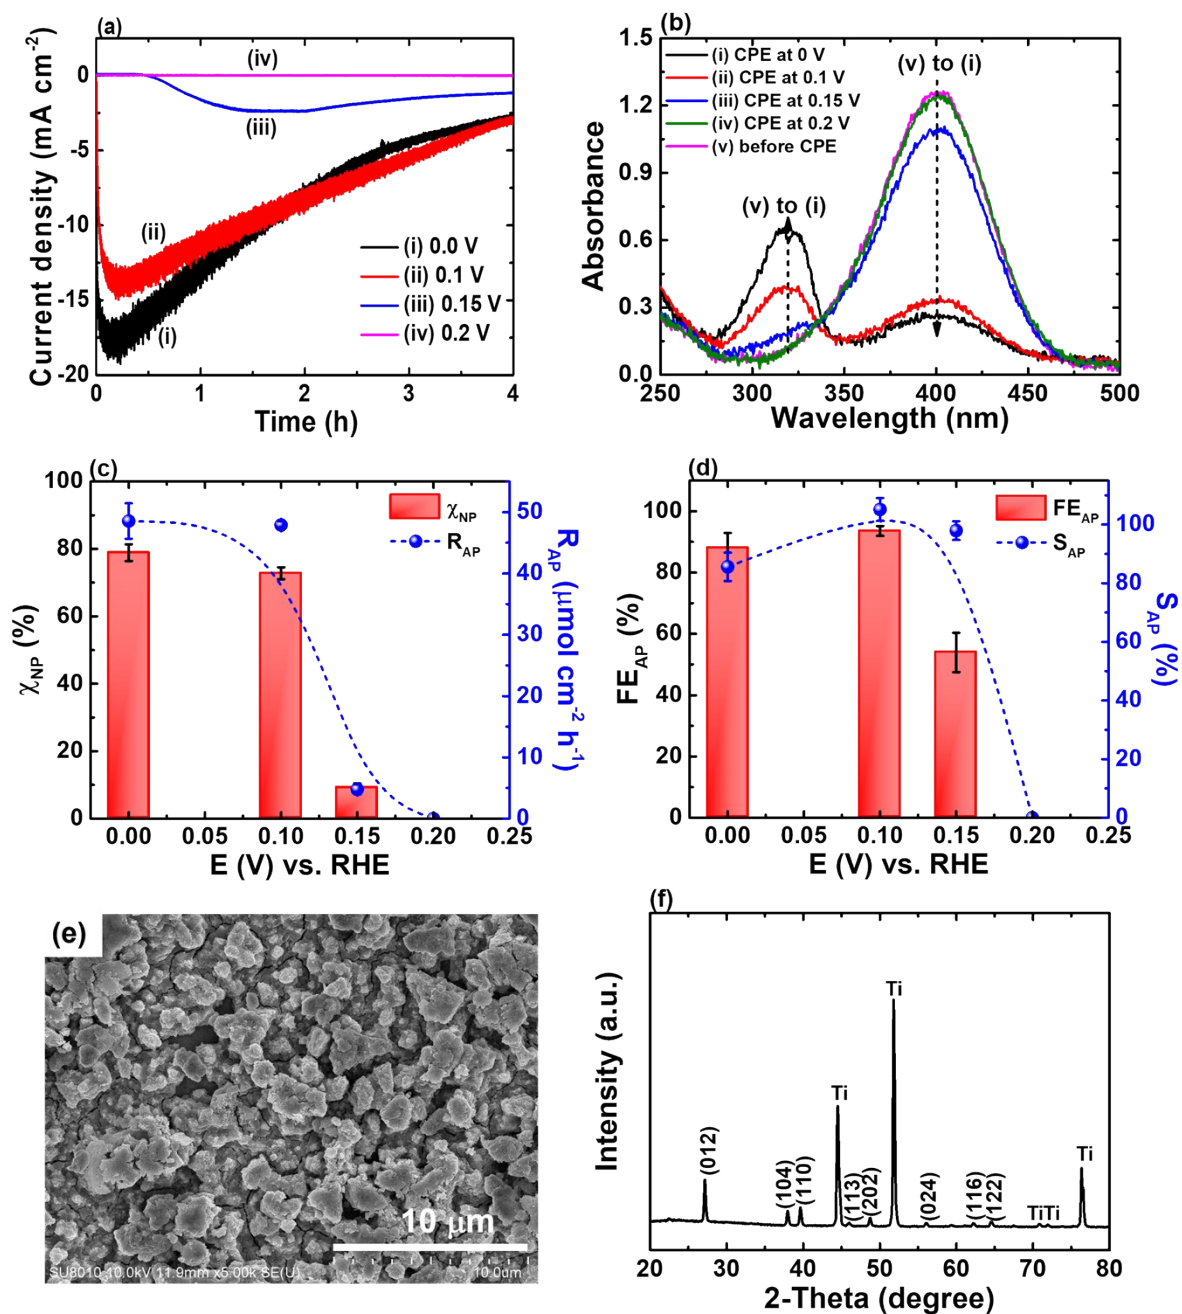 (a)
Current density (mA cm⁻²)
0
-5
-10
-15
-20
(iv)
(iii)
(ii)
(i)
(i) 0.0 V
(ii) 0.1 V
(iii) 0.15 V
(iv) 0.2 V
0 1 2 3 4
Time (h)
(b)
Absorbance
1.5
1.2
0.9
0.6
0.3
0.0
(i) CPE at 0 V
(ii) CPE at 0.1 V
(iii) CPE at 0.15 V
(iv) CPE at 0.2 V
(v) before CPE
(v) to (i)
(v) to (i)
250 300 350 400 450 500
Wavelength (nm)
(c)
χNP (%)
100
80
60
40
20
0
χNP
RAP
50
40
30
20
10
0
RAP (μmol cm⁻² h⁻¹)
0.00 0.05 0.10 0.15 0.20 0.25
E (V) vs. RHE
(d)
FEAP (%)
100
80
60
40
20
0
FEAP
SAP
100
80
60
40
20
0
SAP (%)
0.00 0.05 0.10 0.15 0.20 0.25
E (V) vs. RHE
(e)
10 μm
SU8010 10.0kV 11.9mm x5.00k SE(U)
10.0um
(f)
Intensity (a.u.)
(012)
(104)
(110)
Ti
(113)
(202)
Ti
(024)
(116)
(122)
TiTi
Ti
20 30 40 50 60 70 80
2-Theta (degree)